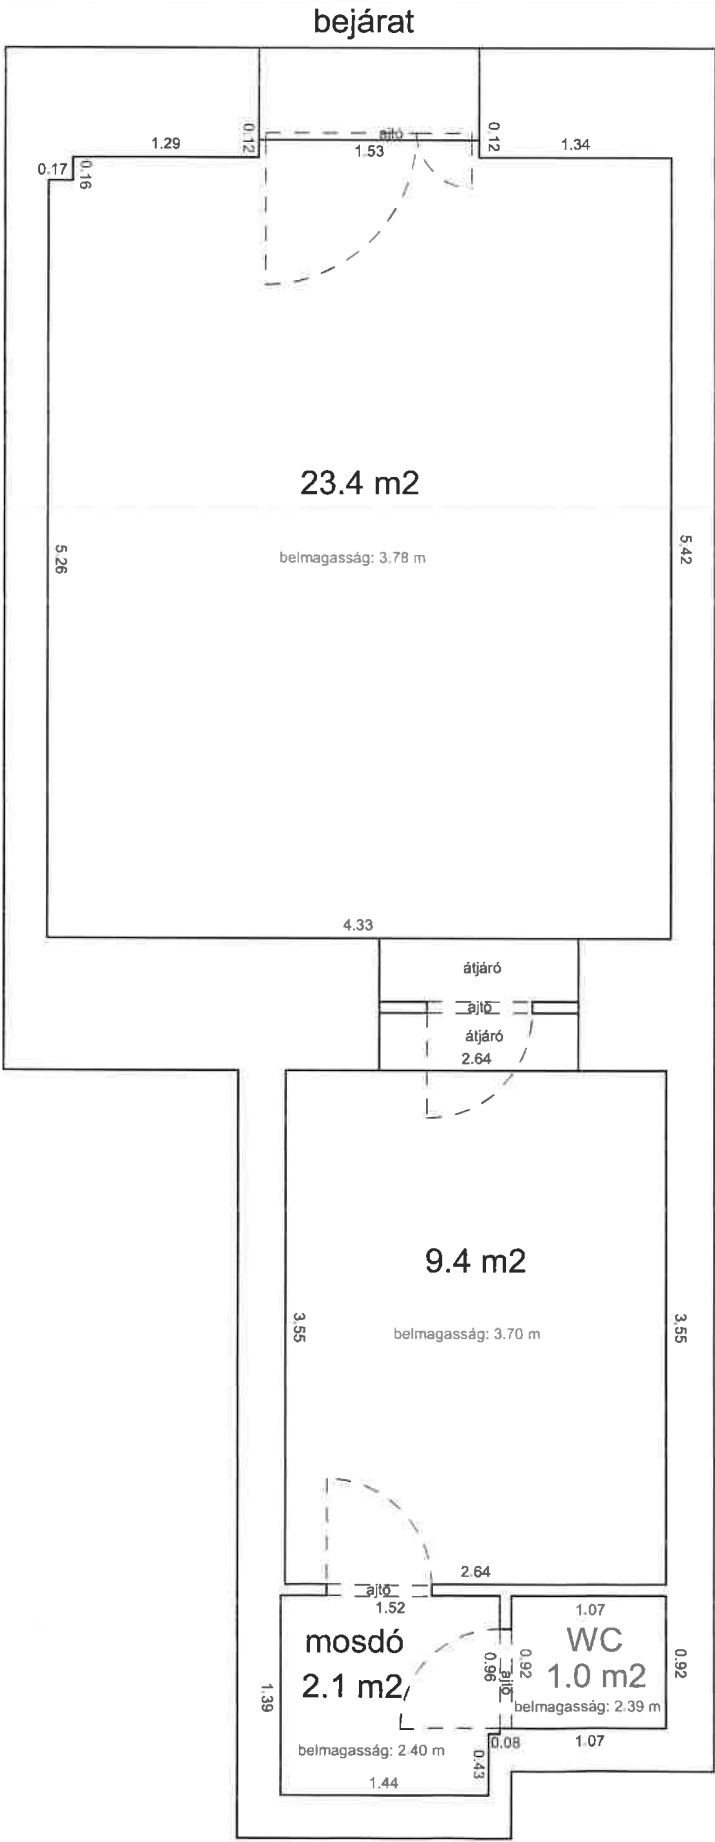 bejárat
ajtó
0.12
0.12
1.29
1.53
1.34
0.17
0.16
23.4 m2
belmagasság: 3.78 m
5.26
5.42
4.33
átjáró
ajtó
átjáró
2.64
9.4 m2
belmagasság: 3.70 m
3.55
3.55
2.64
ajtó
1.52
1.07
mosdó
2.1 m2
WC
1.0 m2
belmagasság: 2.39 m
0.96
ajtó
0.92
0.92
1.39
0.08
1.07
belmagasság: 2.40 m
0.43
1.44